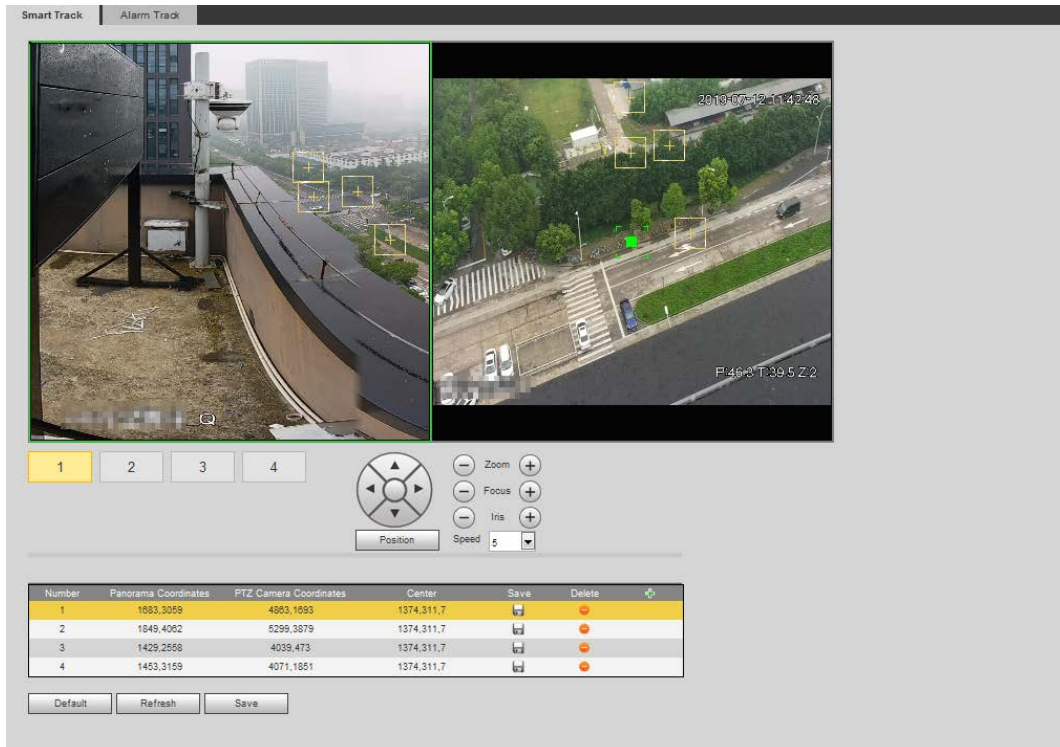 Smart Track Alarm Track
2019-07-12 11:42:48
P:46.8 T:39.5 Z:2
1 2 3 4
Zoom
Focus
Iris
Position Speed 5
Number Panorama Coordinates PTZ Camera Coordinates Center Save Delete
1 1683,3059 4863,1693 1374,311,7
2 1849,4062 5299,3879 1374,311,7
3 1429,2558 4039,473 1374,311,7
4 1453,3159 4071,1851 1374,311,7
Default Refresh Save